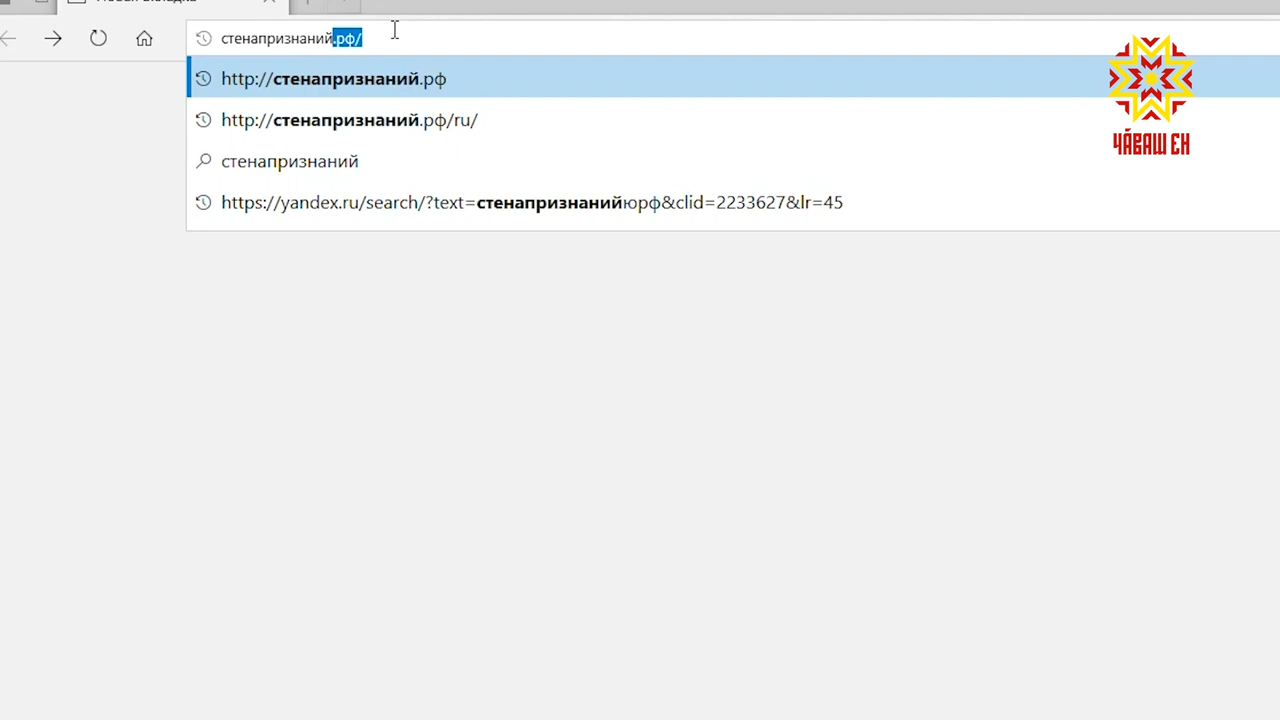 стенапризнаний.рф/
http://стенапризнаний.рф
http://стенапризнаний.рф/ru/
стенапризнаний
https://yandex.ru/search/?text=стенапризнанийюрф&clid=2233627&lr=45
ЧӐВАШ ЕН